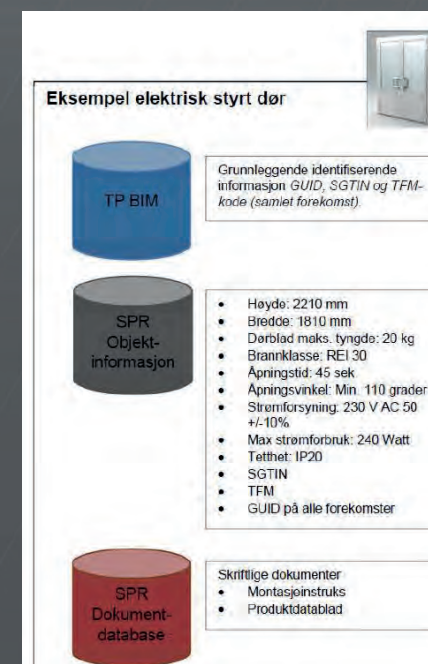 Eksempel elektrisk styrt dør
TP BIM
Grunnleggende identifiserende
informasjon GUID, SGTIN og TFM-
kode (samlet forekomst).
SPR
Objekt-
informasjon
• Høyde: 2210 mm
• Bredde: 1810 mm
• Dørblad maks. tyngde: 20 kg
• Brannklasse: REI 30
• Åpningstid: 45 sek
• Åpningsvinkel: Min. 110 grader
• Strømforsyning: 230 V AC 50
+/-10%
• Max strømforbruk: 240 Watt
• Tetthet: IP20
• SGTIN
• TFM
• GUID på alle forekomster
SPR
Dokument-
database
Skriftlige dokumenter
• Montasjeinstruks
• Produktdatablad